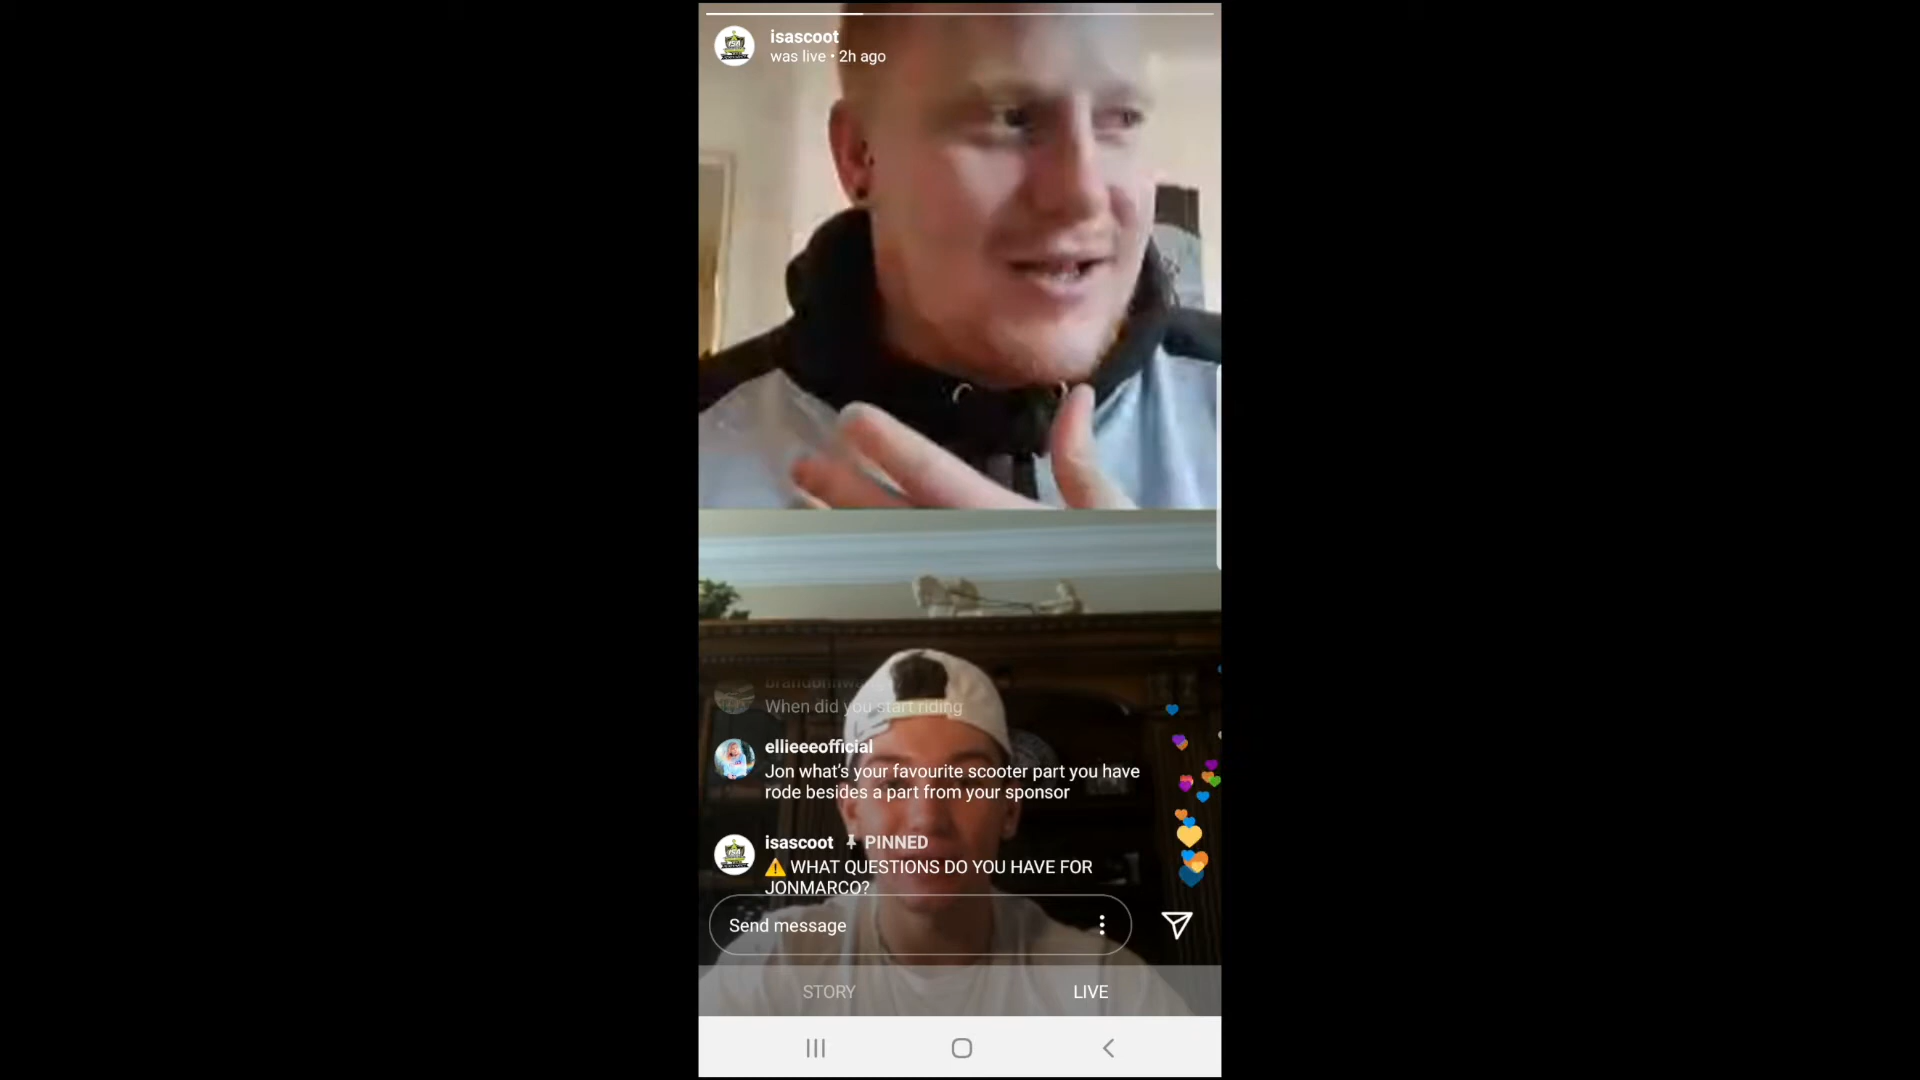 isascoot
was live • 2h ago
When did you start riding
ellieeeofficial
Jon what's your favourite scooter part you have
rode besides a part from your sponsor
isascoot PINNED
⚠️ WHAT QUESTIONS DO YOU HAVE FOR
JONMARCO?
Send message
STORY
LIVE